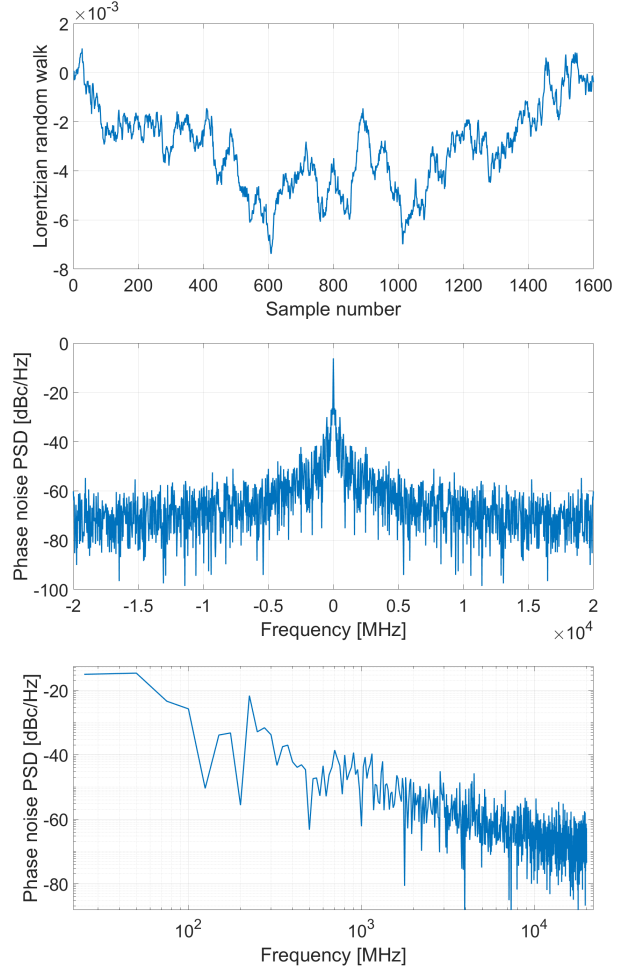 ×10⁻³
2
0
-2
-4
-6
-8
Lorentzian random walk
0 200 400 600 800 1000 1200 1400 1600
Sample number
0
-20
-40
-60
-80
-100
Phase noise PSD [dBc/Hz]
-2 -1.5 -1 -0.5 0 0.5 1 1.5 2
Frequency [MHz]
×10⁴
-20
-40
-60
-80
Phase noise PSD [dBc/Hz]
10² 10³ 10⁴
Frequency [MHz]